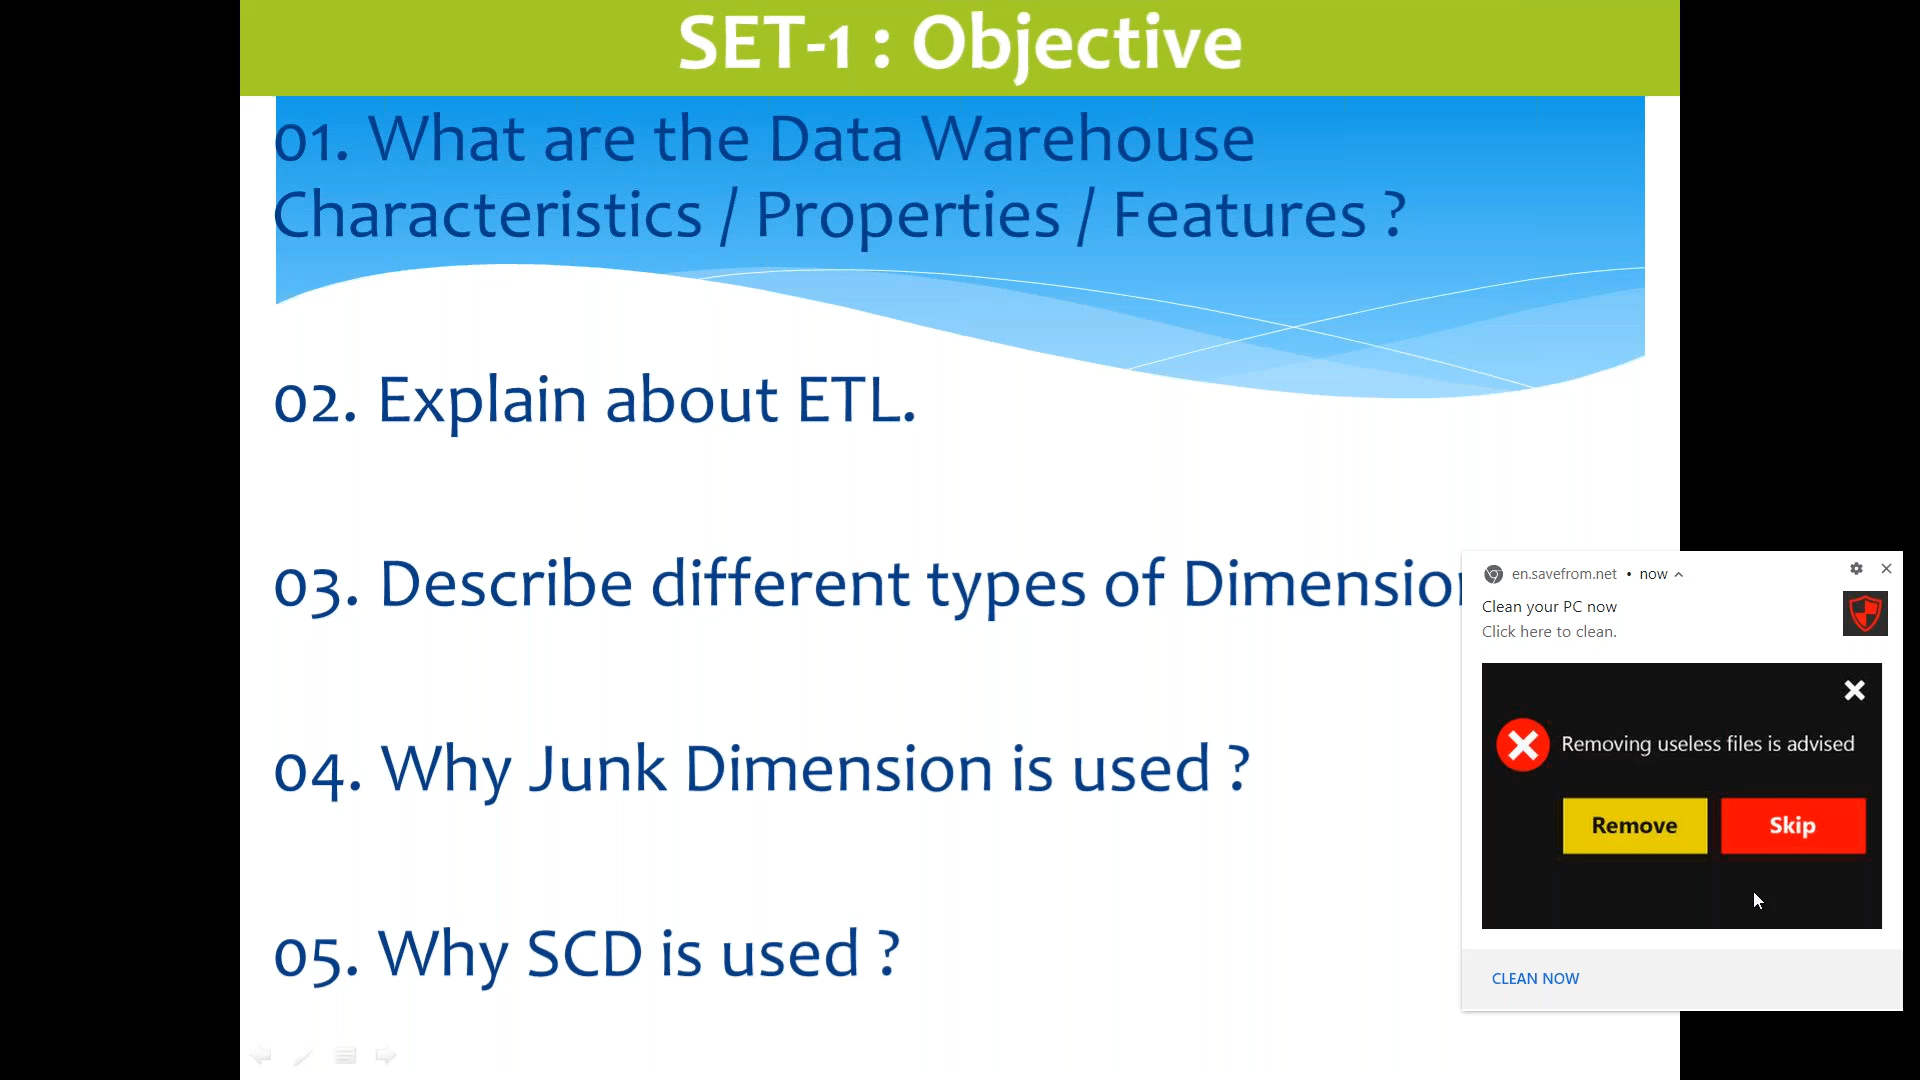 SET-1 : Objective
01. What are the Data Warehouse
Characteristics / Properties / Features ?
02. Explain about ETL.
03. Describe different types of
04. Why Junk Dimension is used ?
05. Why SCD is used ?
en.savefrom.net • now
Clean your PC now
Click here to clean.
Removing useless files is advised
Remove
Skip
CLEAN NOW